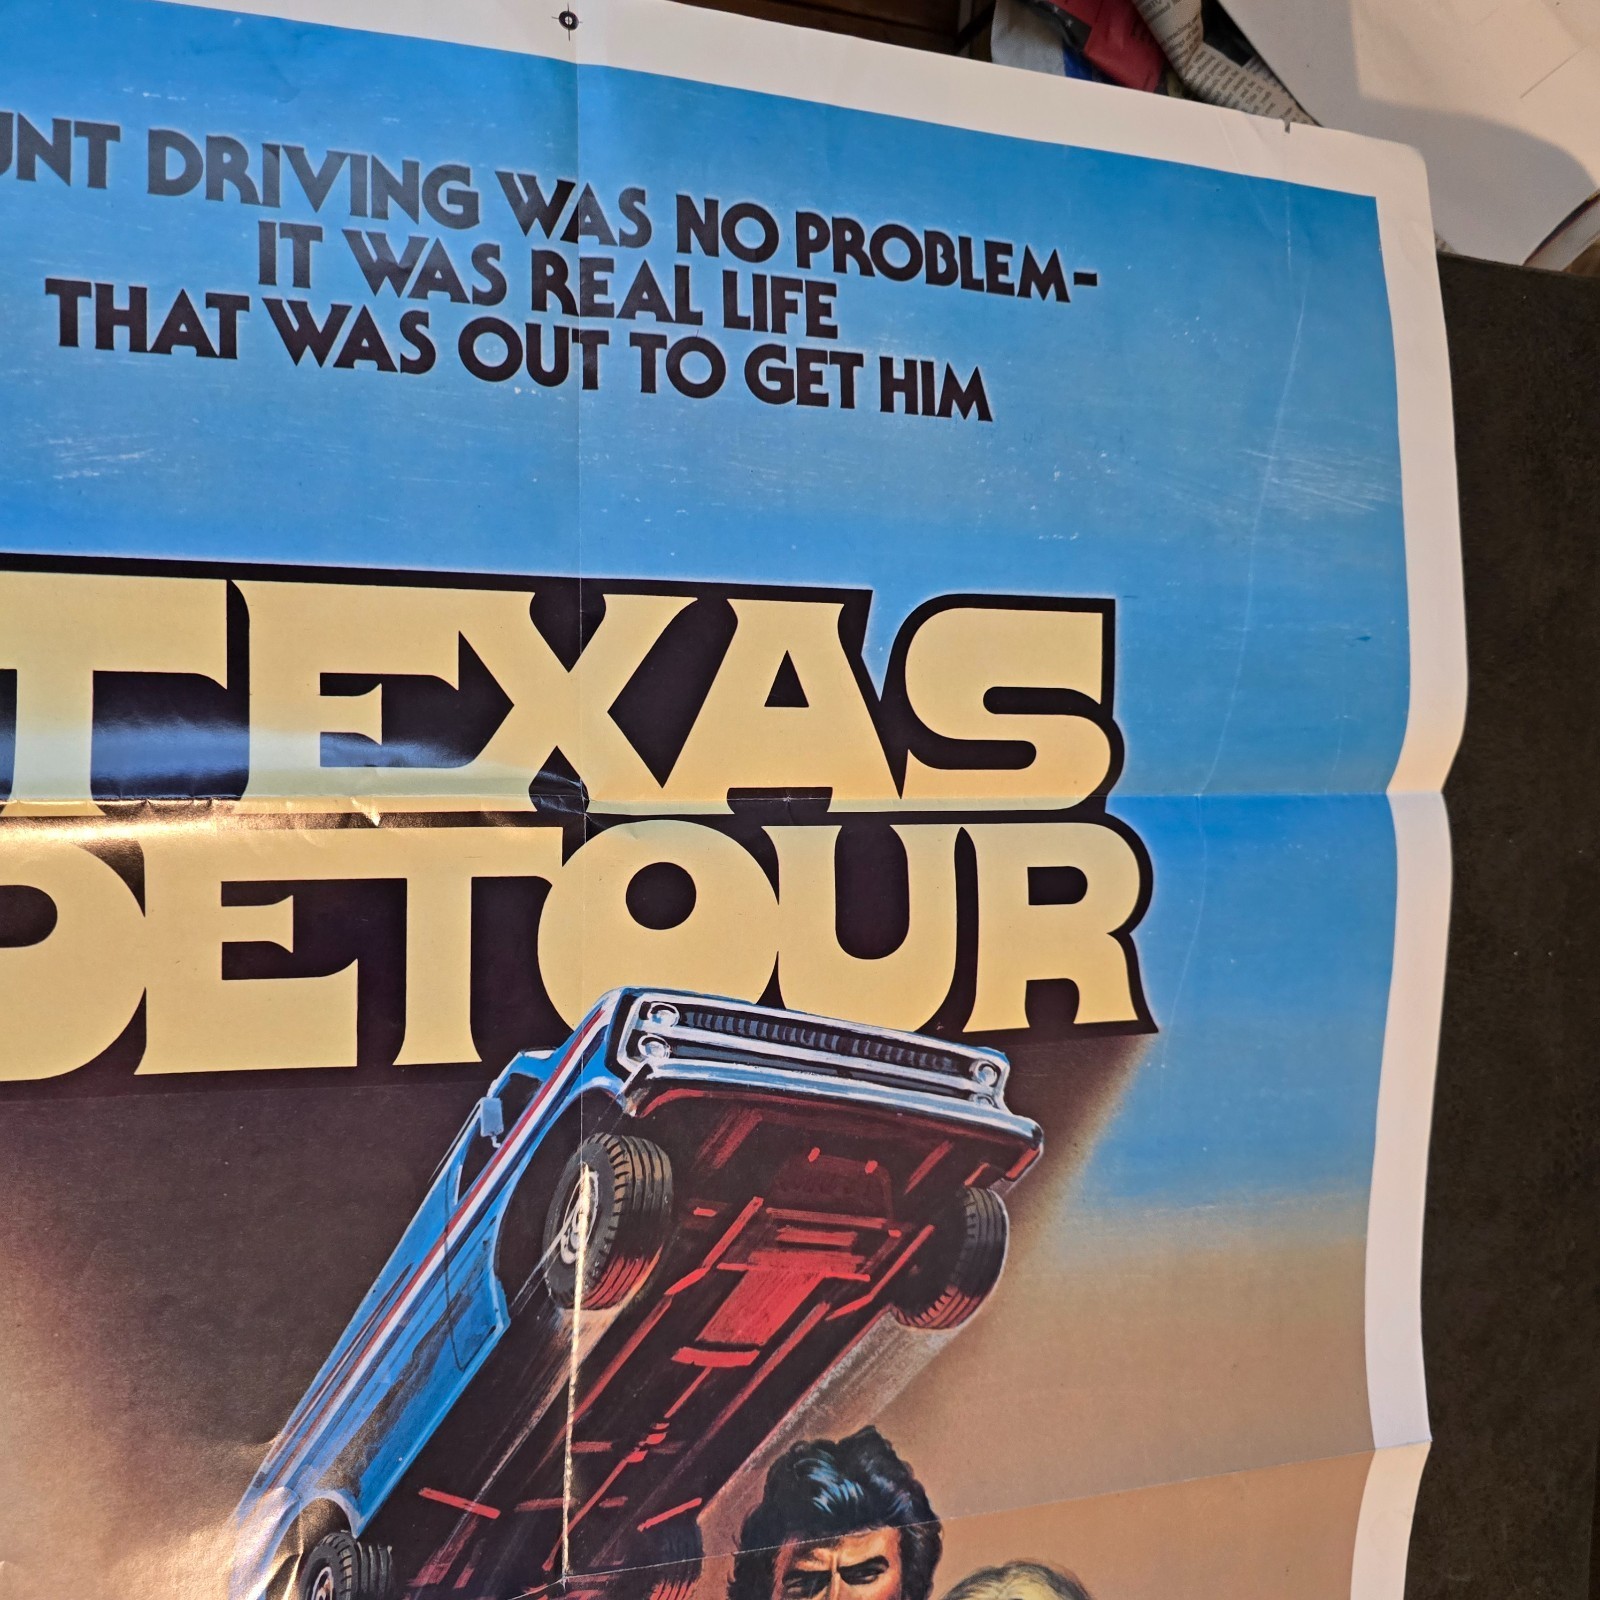 UNT DRIVING WAS NO PROBLEM-
IT WAS REAL LIFE
THAT WAS OUT TO GET HIM
TEXAS
DETOUR